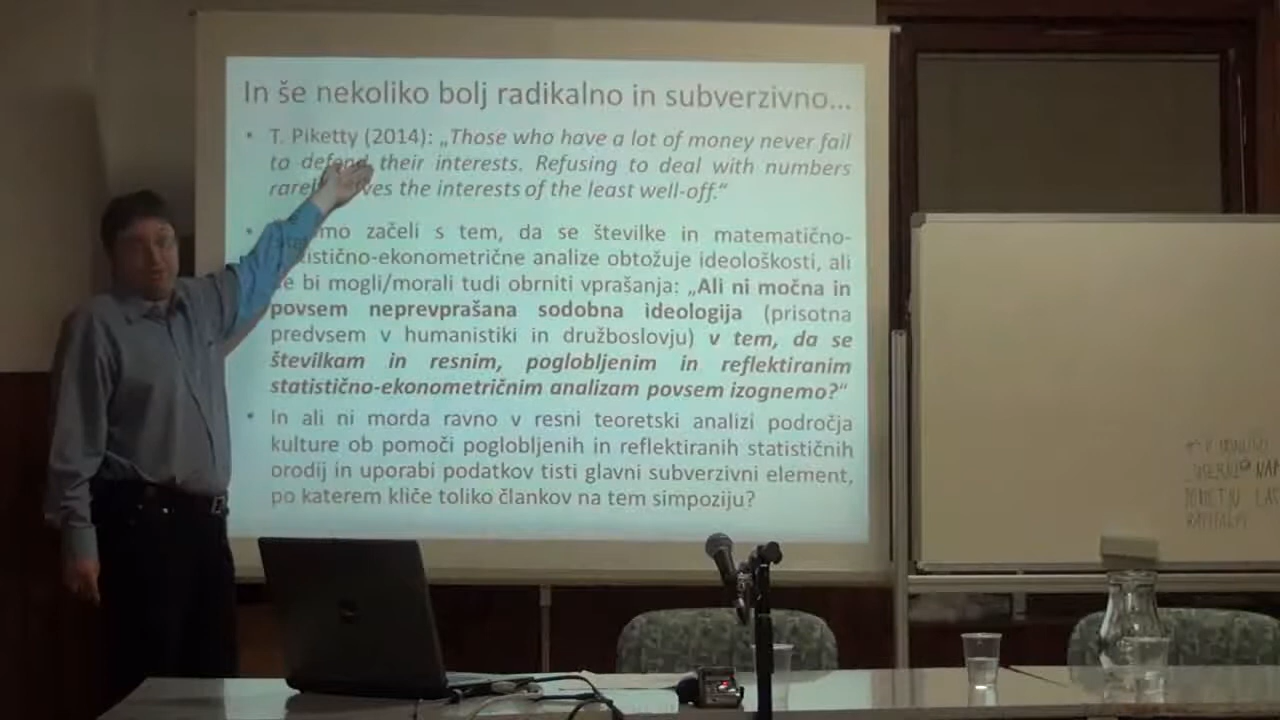 In še nekoliko bolj radikalno in subverzivno...
• T. Piketty (2014): „Those who have a lot of money never fail
to defend their interests. Refusing to deal with numbers
the interests of the least well-off.“
• začeli s tem, da se številke in matematično-
statistično-ekonometrične analize obtožuje ideološkosti, ali
bi mogli/morali tudi obrniti vprašanja: „Ali ni močna in
povsem neprevprašana sodobna ideologija (prisotna
predvsem v humanistiki in družboslovju) v tem, da se
številkam in resnim, poglobljenim in reflektiranim
statistično-ekonometričnim analizam povsem izognemo?“
• In ali ni morda ravno v resni teoretski analizi področja
kulture ob pomoči poglobljenih in reflektiranih statističnih
orodij in uporabi podatkov tisti glavni subverzivni element,
po katerem kliče toliko člankov na tem simpoziju?